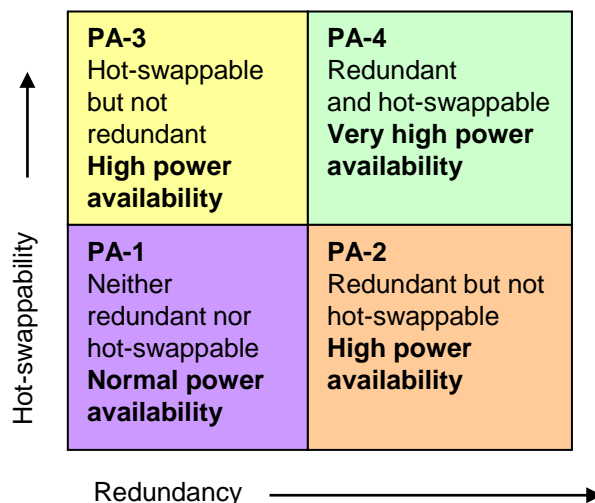 PA-3
Hot-swappable
but not
redundant
High power
availability
PA-4
Redundant
and hot-swappable
Very high power
availability
Hot-swappability
PA-1
Neither
redundant nor
hot-swappable
Normal power
availability
PA-2
Redundant but not
hot-swappable
High power
availability
Redundancy